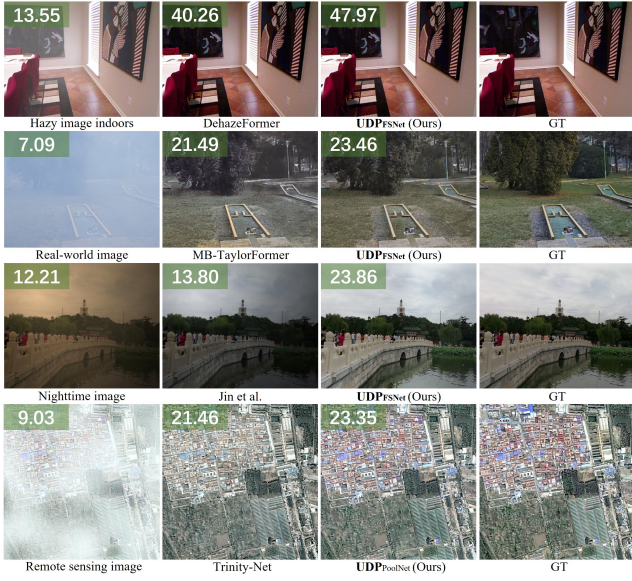 13.55 40.26 47.97
Hazy image indoors DehazeFormer UDPFSNet (Ours) GT
7.09 21.49 23.46
Real-world image MB-TaylorFormer UDPFSNet (Ours) GT
12.21 13.80 23.86
Nighttime image Jin et al. UDPFSNet (Ours) GT
9.03 21.46 23.35
Remote sensing image Trinity-Net UDPPoolNet (Ours) GT